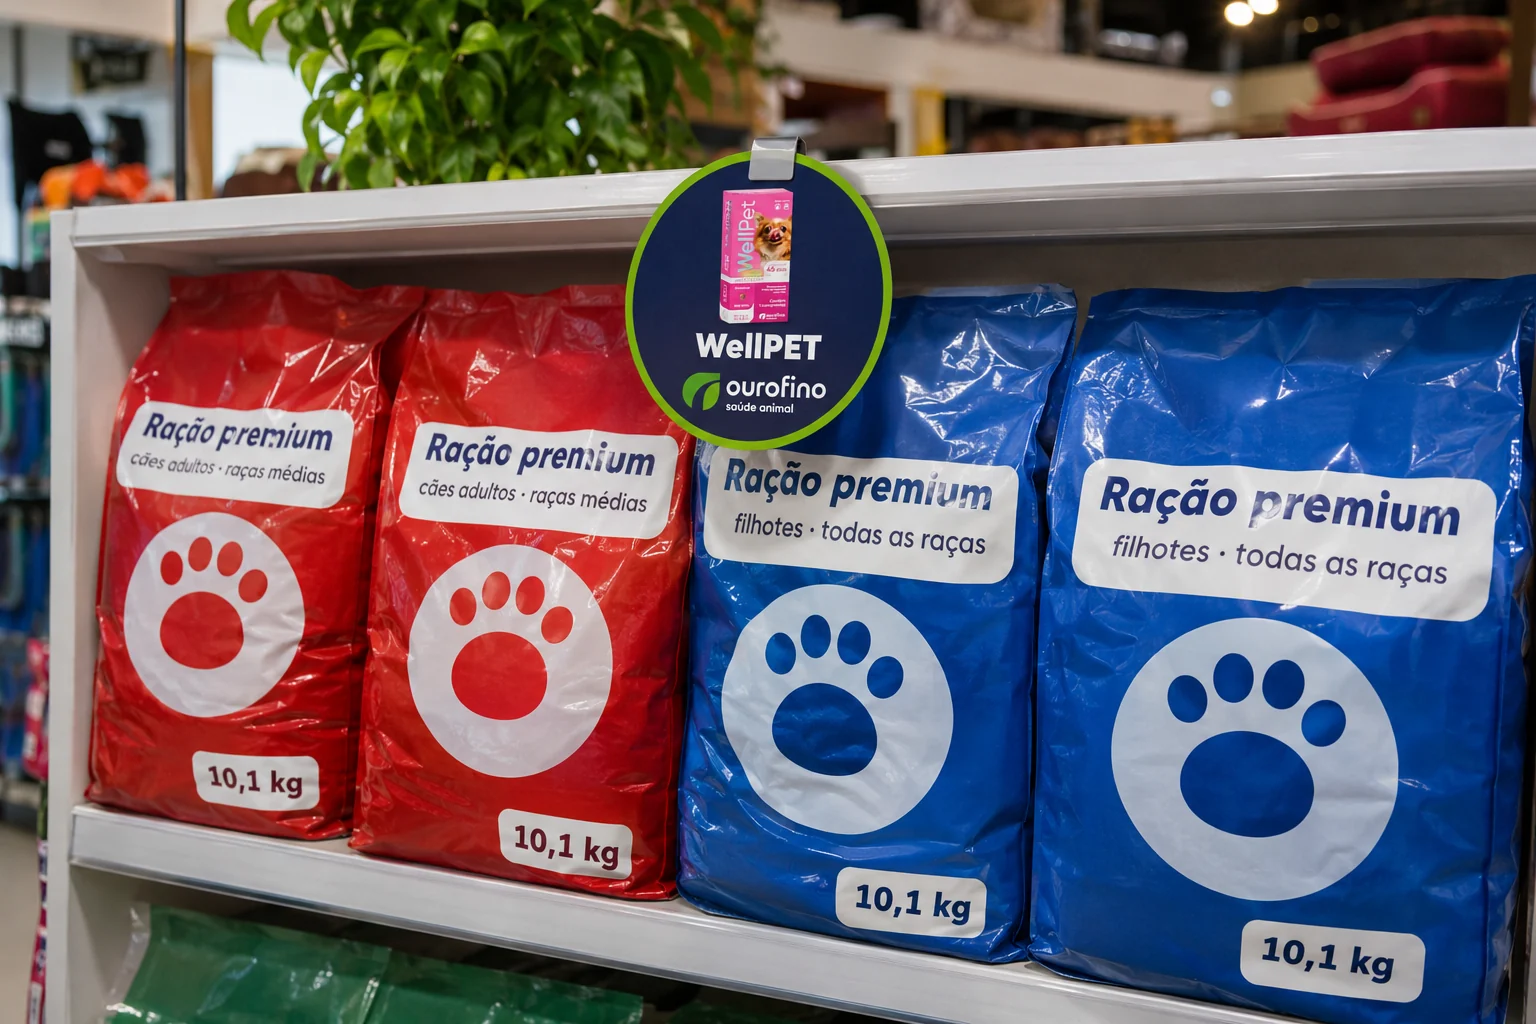 WellPet
45 dias
ourofino
WellPET
ourofino
saúde animal
Ração premium
cães adultos · raças médias
10,1 kg
Ração premium
cães adultos · raças médias
10,1 kg
Ração premium
filhotes · todas as raças
10,1 kg
Ração premium
filhotes · todas as raças
10,1 kg